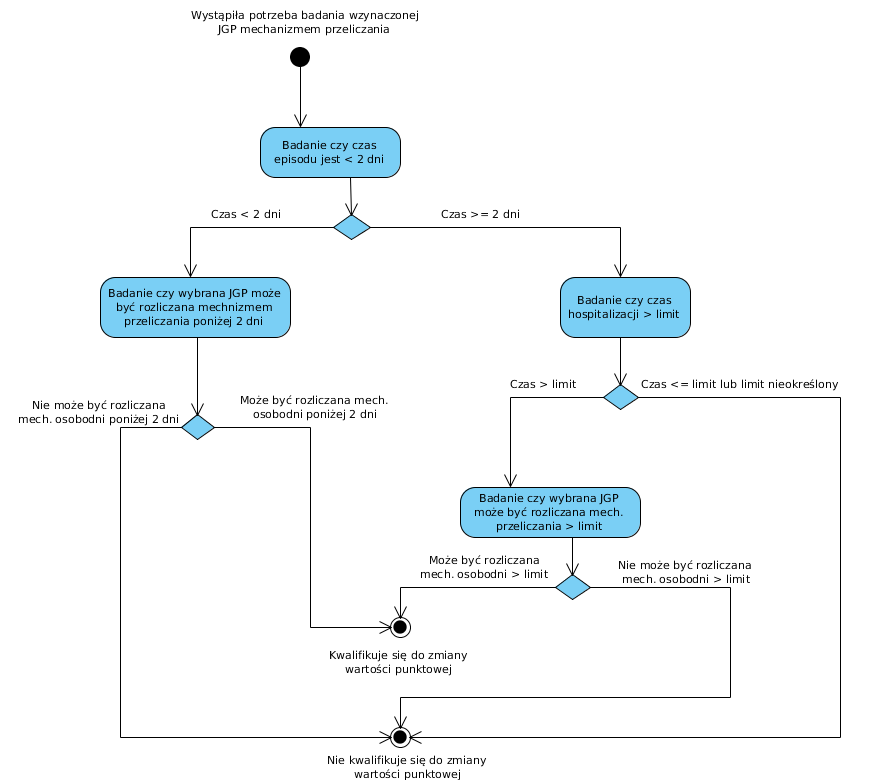 Wystąpiła potrzeba badania wzynaczonej
JGP mechanizmem przeliczania
Badanie czy czas
episodu jest < 2 dni
Czas < 2 dni
Czas >= 2 dni
Badanie czy wybrana JGP może
być rozliczana mechnizmem
przeliczania poniżej 2 dni
Badanie czy czas
hospitalizacji > limit
Czas > limit
Czas <= limit lub limit nieokreślony
Nie może być rozliczana
mech. osobodni poniżej 2 dni
Może być rozliczana mech.
osobodni poniżej 2 dni
Badanie czy wybrana JGP
może być rozliczana mech.
przeliczania > limit
Może być rozliczana
mech. osobodni > limit
Nie może być rozliczana
mech. osobodni > limit
Kwalifikuje się do zmiany
wartości punktowej
Nie kwalifikuje się do zmiany
wartości punktowej